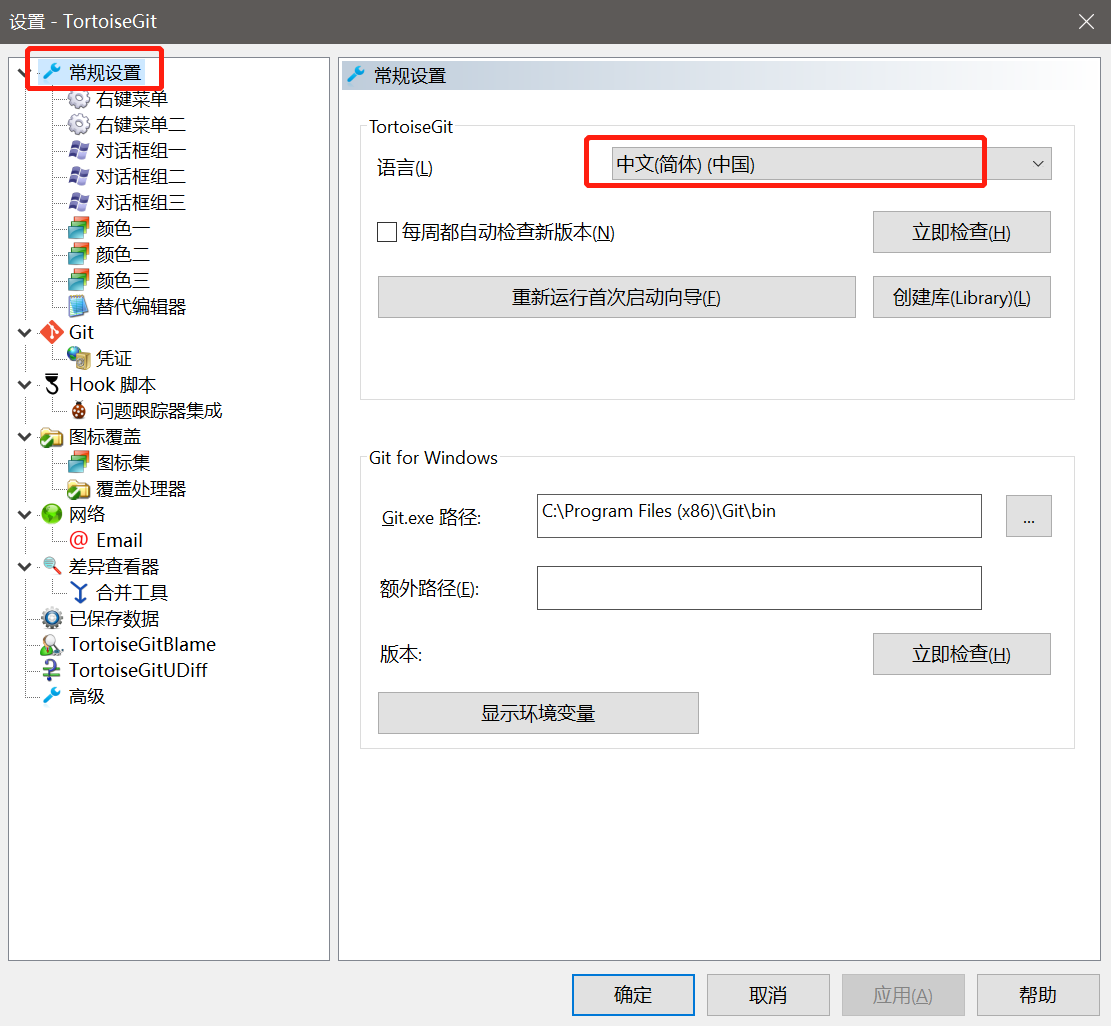 设置 - TortoiseGit
常规设置
右键菜单
右键菜单二
对话框组一
对话框组二
对话框组三
颜色一
颜色二
颜色三
替代编辑器
Git
凭证
Hook 脚本
问题跟踪器集成
图标覆盖
图标集
覆盖处理器
网络
Email
差异查看器
合并工具
已保存数据
TortoiseGitBlame
TortoiseGitUDiff
高级
常规设置
TortoiseGit
语言(L)
中文(简体) (中国)
每周都自动检查新版本(N)
立即检查(H)
重新运行首次启动向导(F)
创建库(Library)(L)
Git for Windows
Git.exe 路径:
C:\Program Files (x86)\Git\bin
...
额外路径(E):
版本:
立即检查(H)
显示环境变量
确定
取消
应用(A)
帮助